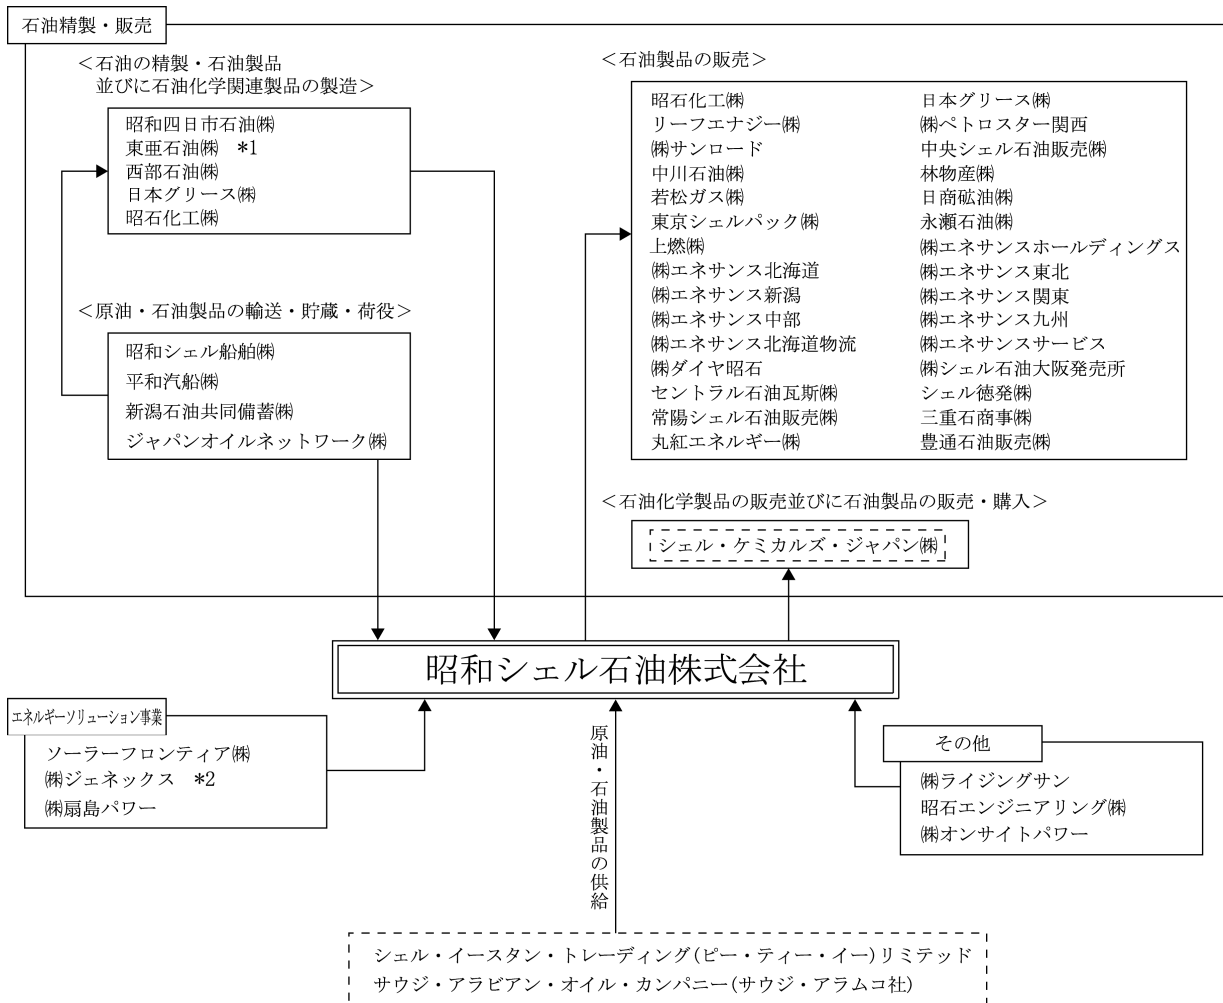 石油精製・販売
<石油の精製・石油製品
並びに石油化学関連製品の製造>
昭和四日市石油㈱
東亜石油㈱ *1
西部石油㈱
日本グリース㈱
昭石化工㈱
<原油・石油製品の輸送・貯蔵・荷役>
昭和シェル船舶㈱
平和汽船㈱
新潟石油共同備蓄㈱
ジャパンオイルネットワーク㈱
<石油製品の販売>
昭石化工㈱
リーフエナジー㈱
㈱サンロード
中川石油㈱
若松ガス㈱
東京シェルパック㈱
上燃㈱
㈱エネサンス北海道
㈱エネサンス新潟
㈱エネサンス中部
㈱エネサンス北海道物流
㈱ダイヤ昭石
セントラル石油瓦斯㈱
常陽シェル石油販売㈱
丸紅エネルギー㈱
日本グリース㈱
㈱ペトロスター関西
中央シェル石油販売㈱
林物産㈱
日商砿油㈱
永瀬石油㈱
㈱エネサンスホールディングス
㈱エネサンス東北
㈱エネサンス関東
㈱エネサンス九州
㈱エネサンスサービス
㈱シェル石油大阪発売所
シェル徳発㈱
三重石商事㈱
豊通石油販売㈱
<石油化学製品の販売並びに石油製品の販売・購入>
シェル・ケミカルズ・ジャパン㈱
昭和シェル石油株式会社
エネルギーソリューション事業
ソーラーフロンティア㈱
㈱ジェネックス *2
㈱扇島パワー
原油・石油製品の供給
その他
㈱ライジングサン
昭石エンジニアリング㈱
㈱オンサイトパワー
シェル・イースタン・トレーディング(ピー・ティー・イー)リミテッド
サウジ・アラビアン・オイル・カンパニー(サウジ・アラムコ社)